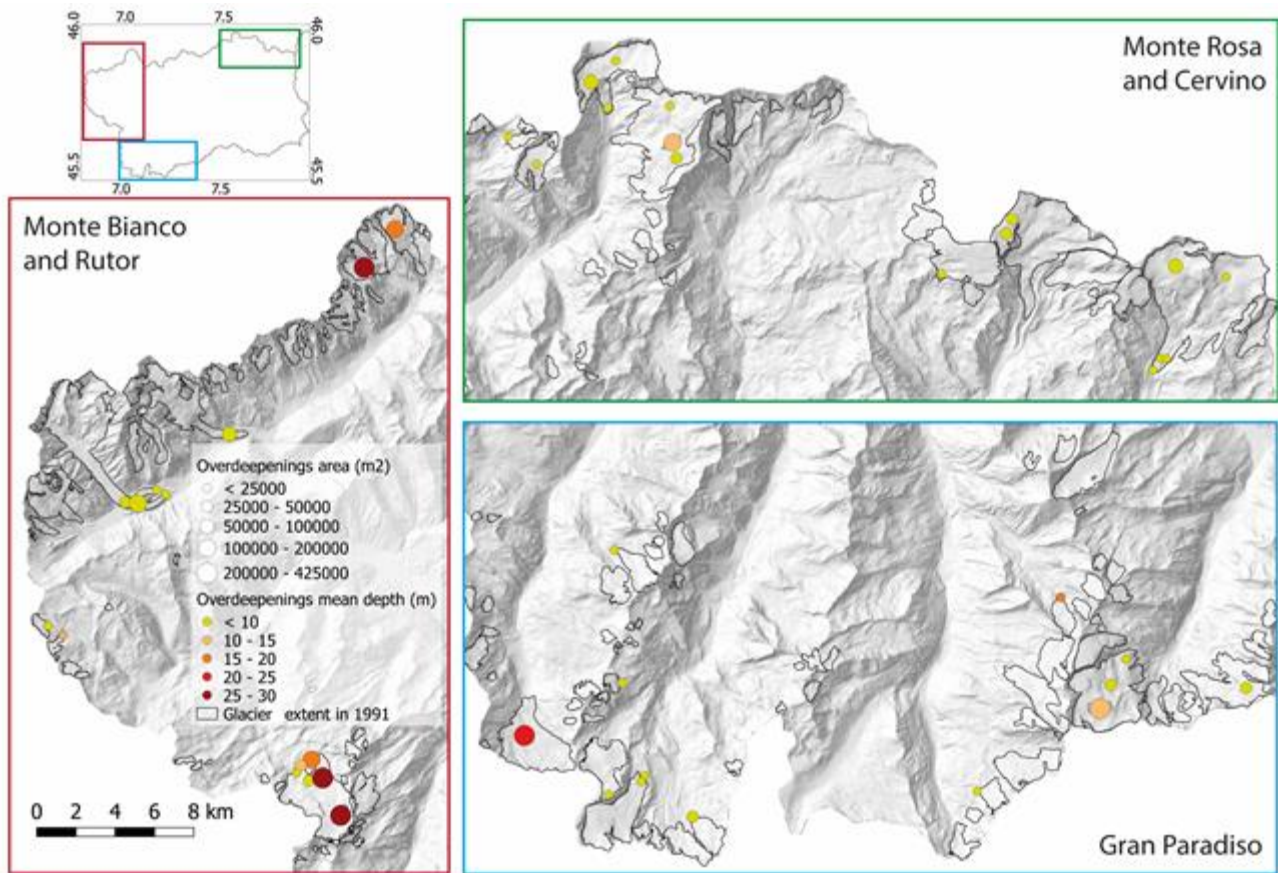 7.0 7.5
46.0
46.0
45.5
45.5
7.0 7.5
Monte Rosa
and Cervino
Monte Bianco
and Rutor
Overdeepenings area (m2)
< 25000
25000 - 50000
50000 - 100000
100000 - 200000
200000 - 425000
Overdeepenings mean depth (m)
< 10
10 - 15
15 - 20
20 - 25
25 - 30
Glacier extent in 1991
0 2 4 6 8 km
Gran Paradiso